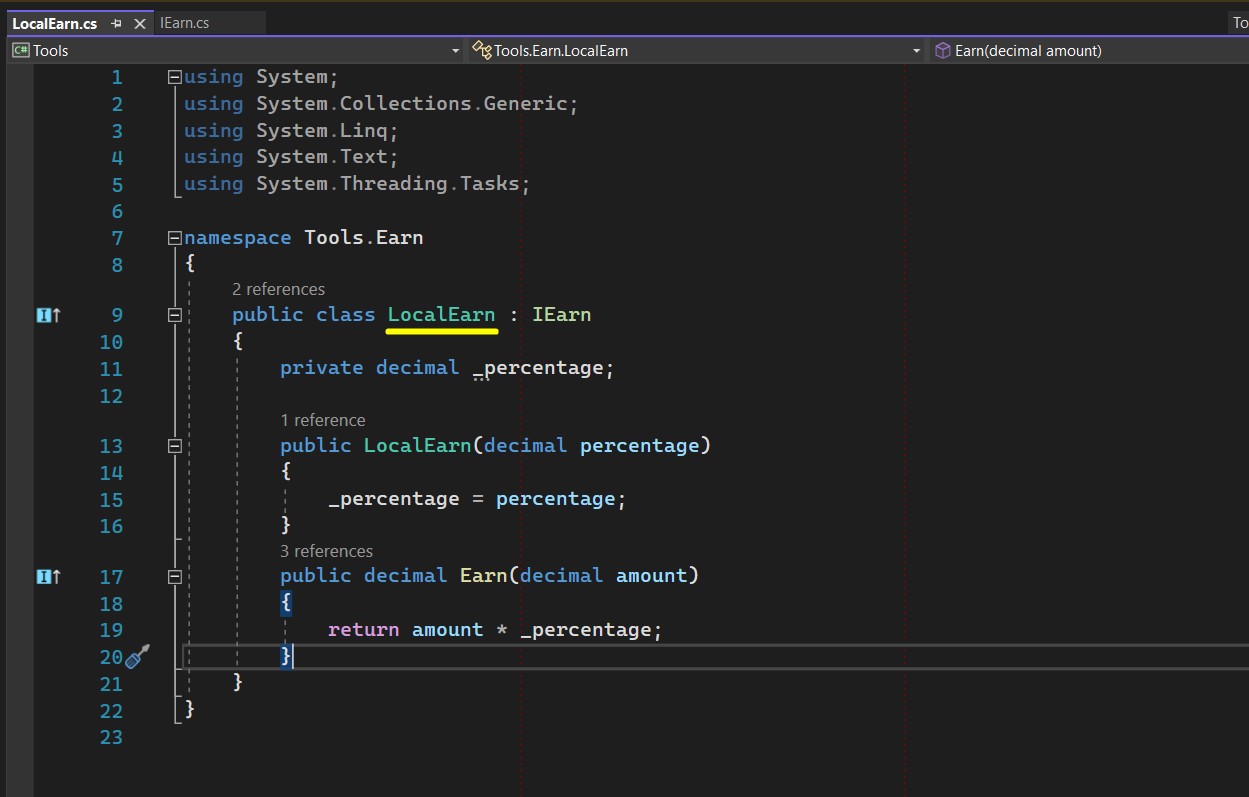 LocalEarn.cs IEarn.cs To
C# Tools Tools.Earn.LocalEarn Earn(decimal amount)
1 using System;
2 using System.Collections.Generic;
3 using System.Linq;
4 using System.Text;
5 using System.Threading.Tasks;
6
7 namespace Tools.Earn
8 {
2 references
9 public class LocalEarn : IEarn
10 {
11 private decimal _percentage;
12
1 reference
13 public LocalEarn(decimal percentage)
14 {
15 _percentage = percentage;
16 }
3 references
17 public decimal Earn(decimal amount)
18 {
19 return amount * _percentage;
20 }
21 }
22 }
23